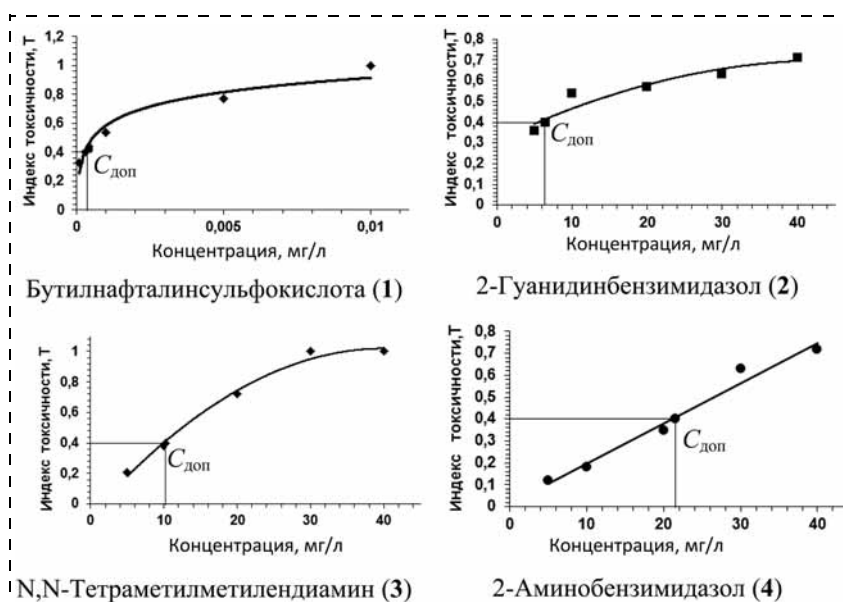 Индекс токсичности, Т
1,2
1
0,8
0,6
0,4
0,2
0
Cдоп
0
0,005
0,01
Концентрация, мг/л
Бутилнафталинсульфокислота (1)
Индекс токсичности,Т
0,8
0,7
0,6
0,5
0,4
0,3
0,2
0,1
0
Cдоп
0 10 20 30 40
Концентрация, мг/л
2-Гуанидинбензимидазол (2)
Индекс токсичности, Т
1
0,8
0,6
0,4
0,2
0
Cдоп
0 10 20 30 40
Концентрация, мг/л
N,N-Тетраметилметилендиамин (3)
Индекс токсичности,Т
0,8
0,7
0,6
0,5
0,4
0,3
0,2
0,1
0
Cдоп
0 10 20 30 40
Концентрация, мг/л
2-Аминобензимидазол (4)